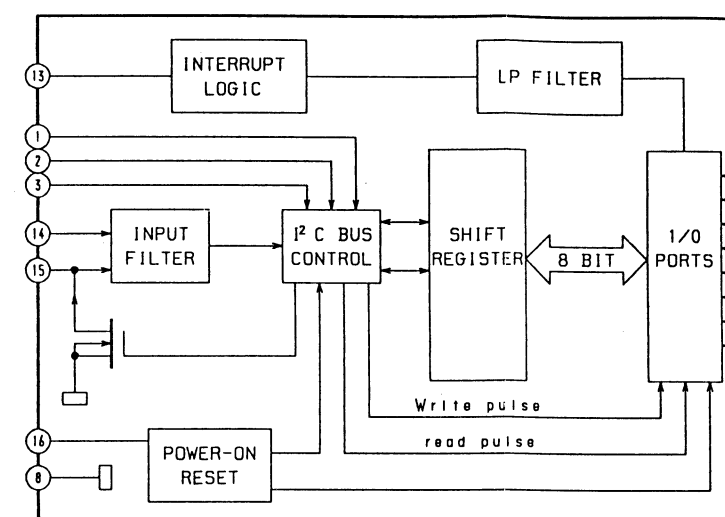 13
INTERRUPT
LOGIC
LP FILTER
1
2
3
14
15
INPUT
FILTER
I² C BUS
CONTROL
SHIFT
REGISTER
8 BIT
I/O
PORTS
Write pulse
read pulse
16
8
POWER-ON
RESET